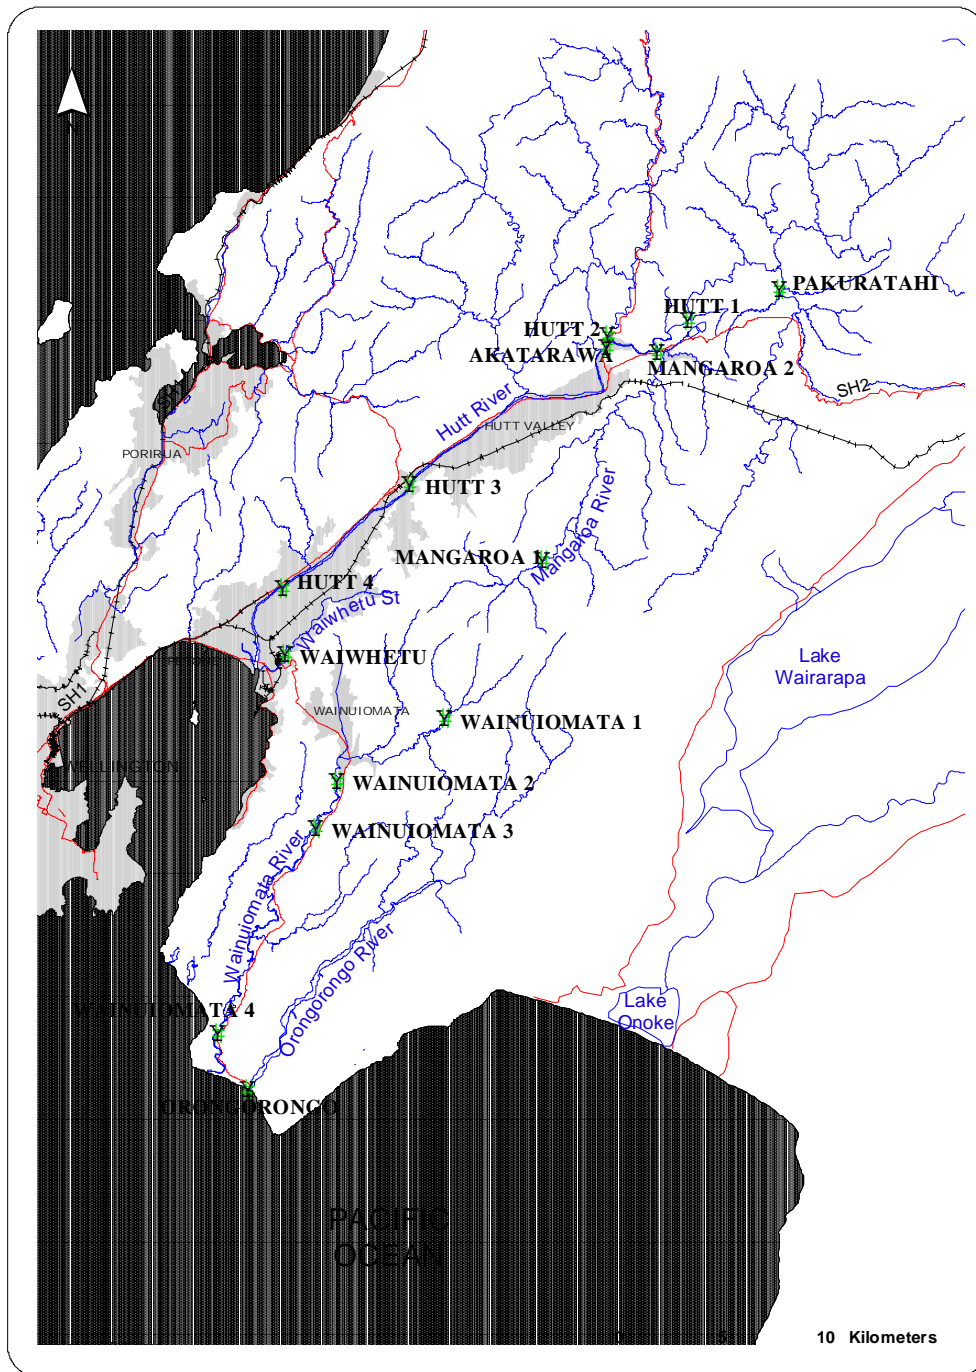 PAKURATAHI
HUTT 1
HUTT 2
AKATARAWA
MANGAROA 2
SH2
Hutt River
HUTT VALLEY
PORIRUA
HUTT 3
MANGAROA 1
Mangaroa River
HUTT 4
Waiwhetu St
WAIWHETU
Lake
Wairarapa
SH1
WAINUIOMATA
WAINUIOMATA 1
WELLINGTON
WAINUIOMATA 2
WAINUIOMATA 3
Wainuiomata River
Orongorongo River
WAINUIOMATA 4
Lake
Onoke
ORONGORONGO
PACIFIC
OCEAN
0
5
10 Kilometers